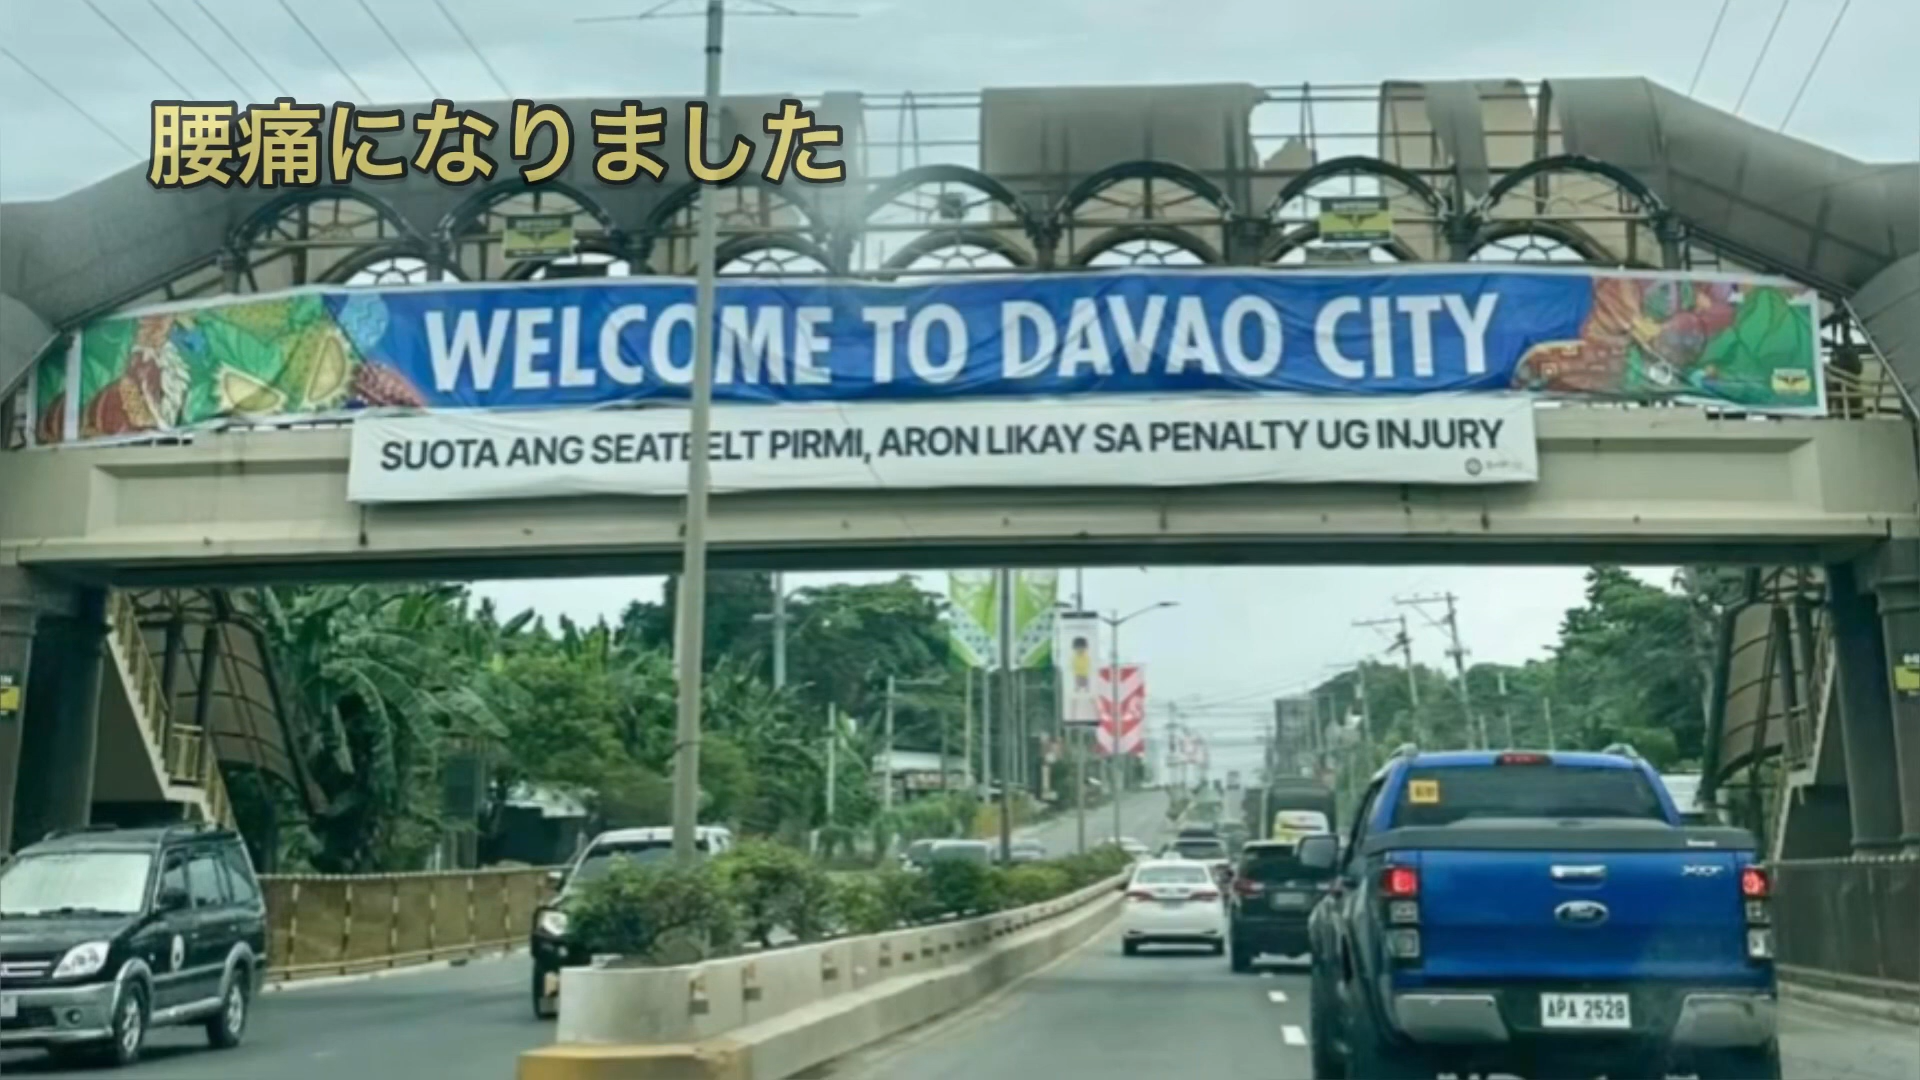 腰痛になりました
WELCOME TO DAVAO CITY
SUOTA ANG SEATBELT PIRMI, ARON LIKAY SA PENALTY UG INJURY
Ford
APA 2528